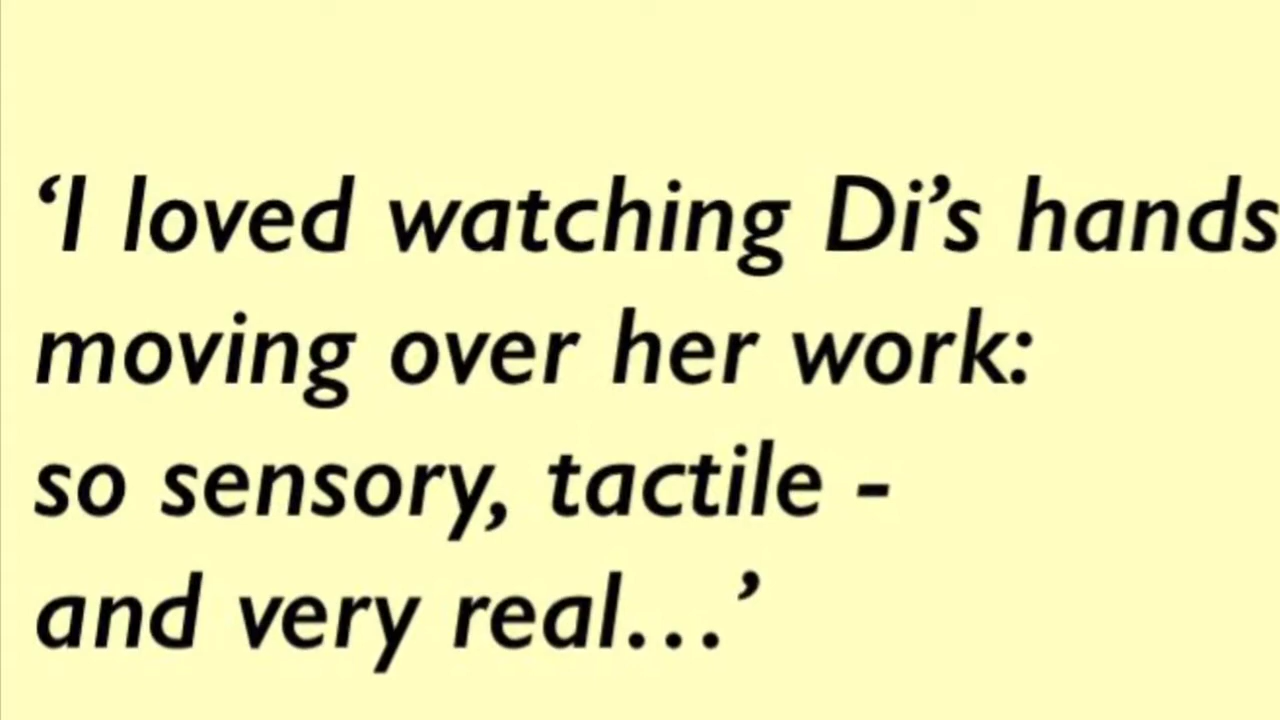 ‘I loved watching Di’s hands
moving over her work:
so sensory, tactile -
and very real...’